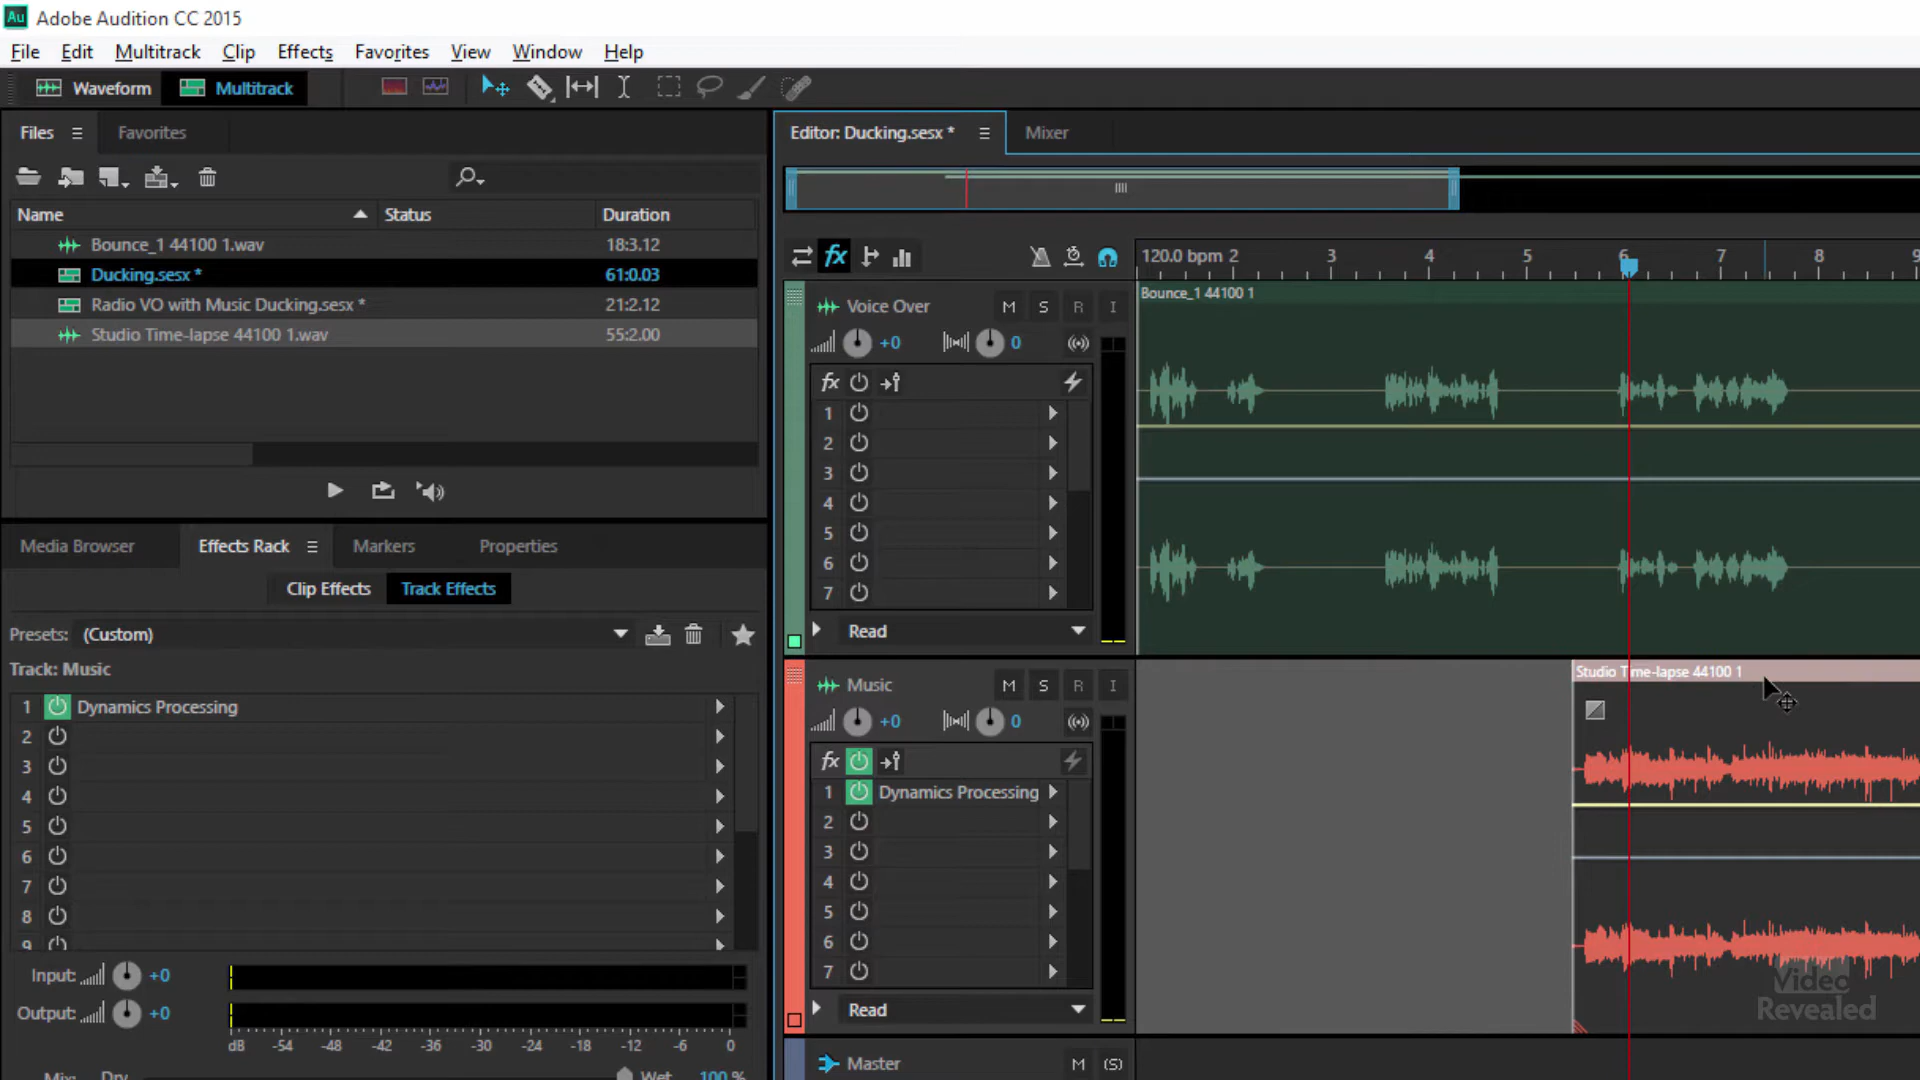 Au Adobe Audition CC 2015
File Edit Multitrack Clip Effects Favorites View Window Help
Waveform Multitrack
Files Favorites
Name Status Duration
Bounce_1 44100 1.wav 18:3.12
Ducking.sesx * 61:0.03
Radio VO with Music Ducking.sesx * 21:2.12
Studio Time-lapse 44100 1.wav 55:2.00
Media Browser Effects Rack Markers Properties
Clip Effects Track Effects
Presets: (Custom)
Track: Music
1 Dynamics Processing
2
3
4
5
6
7
8
9
Input: +0
Output: +0
dB -54 -48 -42 -36 -30 -24 -18 -12 -6 0
Mix: Dry Wet 100 %
Editor: Ducking.sesx * Mixer
fx 120.0 bpm 2 3 4 5 6 7 8 9
Voice Over M S R I
+0 0
fx
1
2
3
4
5
6
7
Read
Bounce_1 44100 1
Music M S R I
+0 0
fx
1 Dynamics Processing
2
3
4
5
6
7
Read
Studio Time-lapse 44100 1
Master M (S)
Video
Revealed